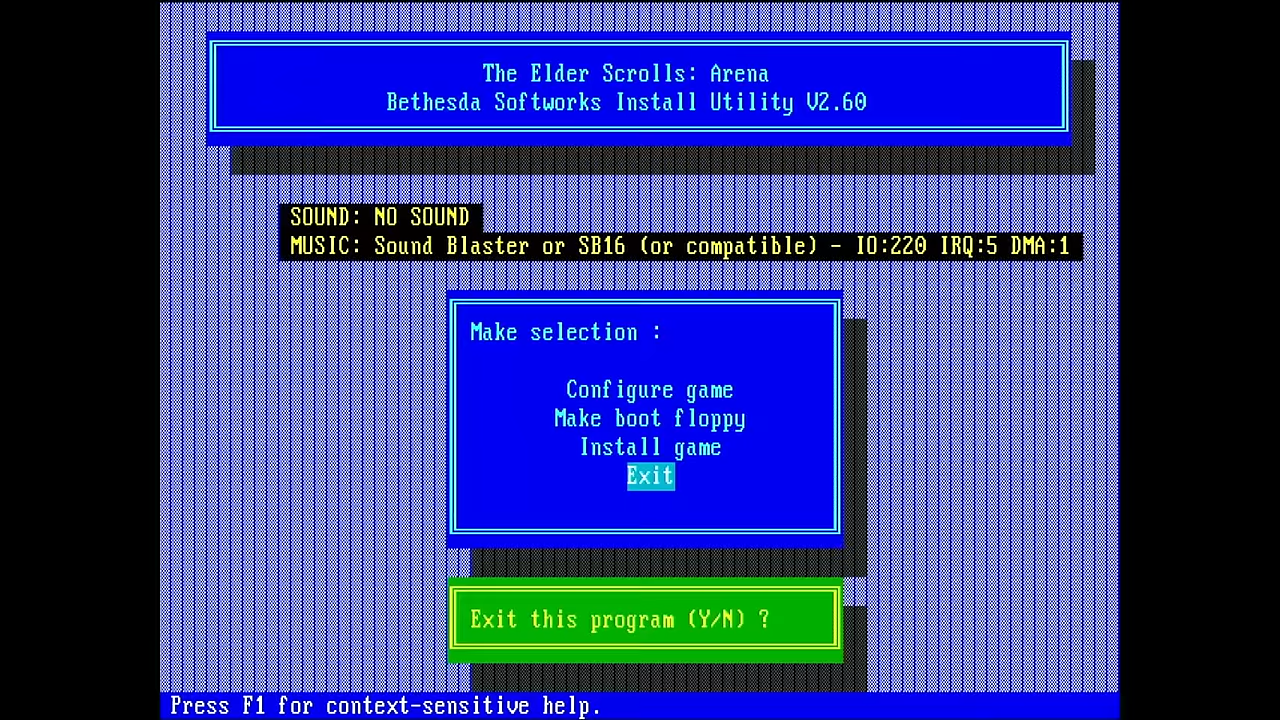 The Elder Scrolls: Arena
Bethesda Softworks Install Utility V2.60
SOUND: NO SOUND
MUSIC: Sound Blaster or SB16 (or compatible) - IO:220 IRQ:5 DMA:1
Make selection :
Configure game
Make boot floppy
Install game
Exit
Exit this program (Y/N) ?
Press F1 for context-sensitive help.